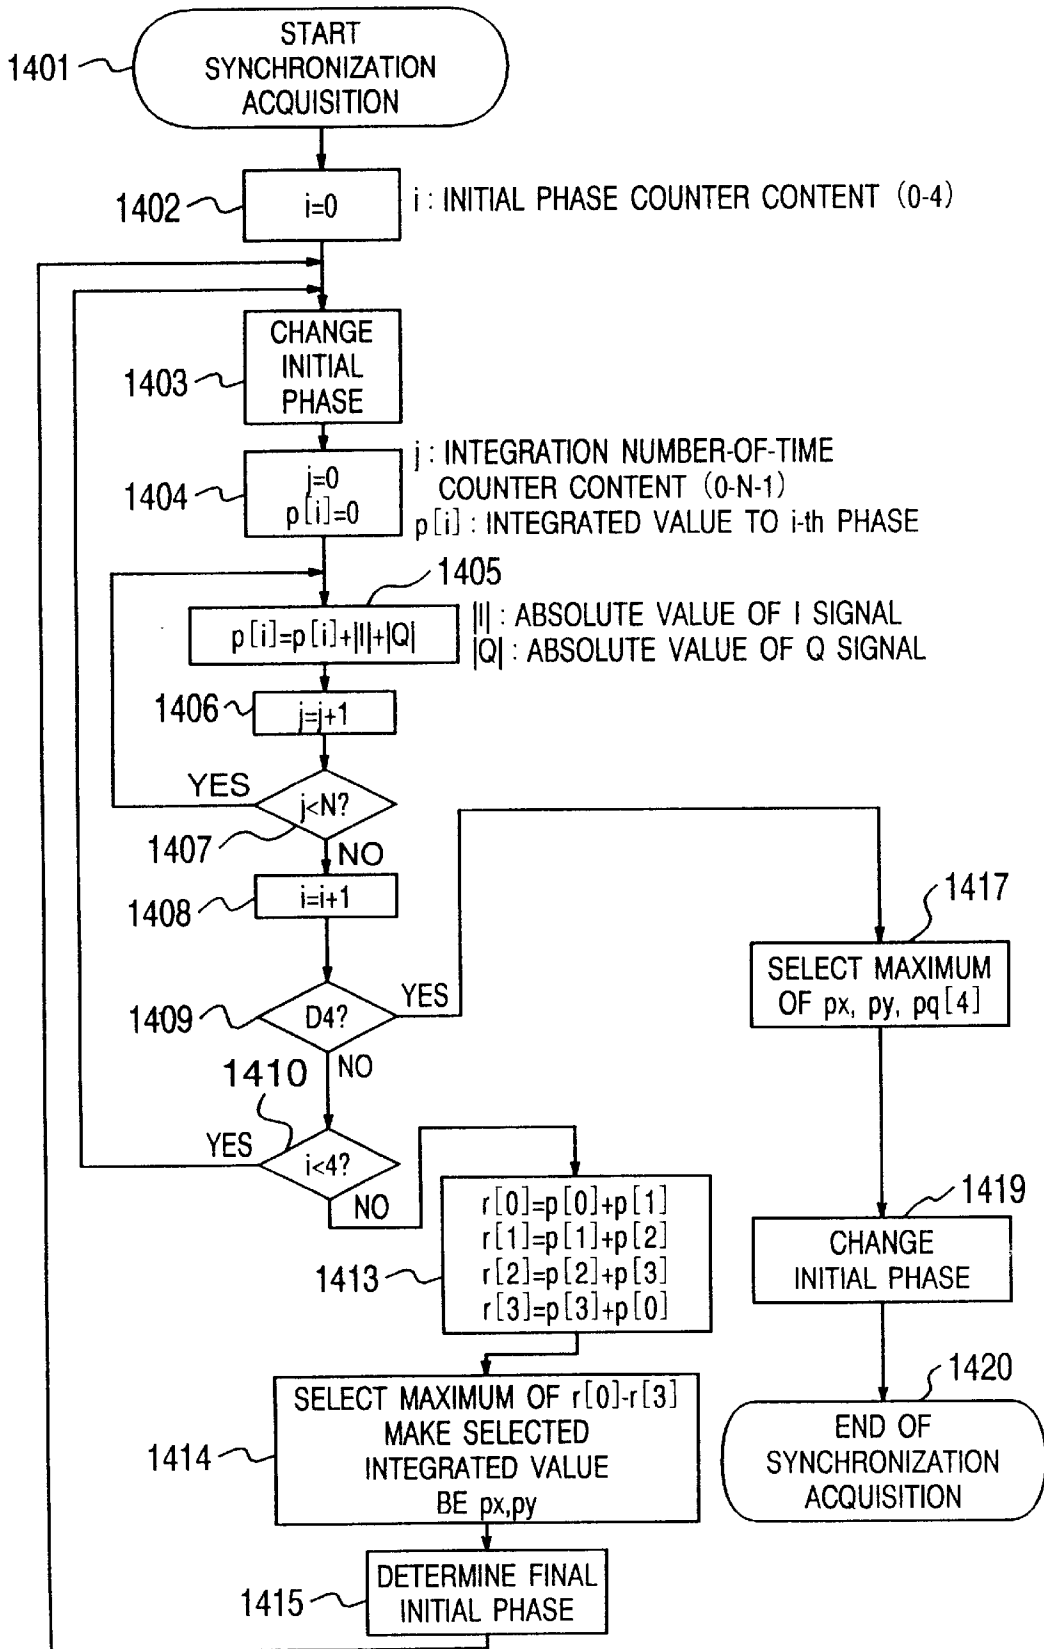 START
SYNCHRONIZATION
ACQUISITION
1401
1402
i=0
i : INITIAL PHASE COUNTER CONTENT (0-4)
1403
CHANGE
INITIAL
PHASE
1404
j=0
p[i]=0
j : INTEGRATION NUMBER-OF-TIME
COUNTER CONTENT (0-N-1)
p[i] : INTEGRATED VALUE TO i-th PHASE
1405
p[i]=p[i]+|I|+|Q|
|I| : ABSOLUTE VALUE OF I SIGNAL
|Q| : ABSOLUTE VALUE OF Q SIGNAL
1406
j=j+1
YES
j<N?
1407
NO
1408
i=i+1
1409
D4?
YES
NO
1410
YES
i<4?
NO
1413
r[0]=p[0]+p[1]
r[1]=p[1]+p[2]
r[2]=p[2]+p[3]
r[3]=p[3]+p[0]
1414
SELECT MAXIMUM OF r[0]-r[3]
MAKE SELECTED
INTEGRATED VALUE
BE px,py
1415
DETERMINE FINAL
INITIAL PHASE
1417
SELECT MAXIMUM
OF px, py, pq[4]
1419
CHANGE
INITIAL PHASE
1420
END OF
SYNCHRONIZATION
ACQUISITION